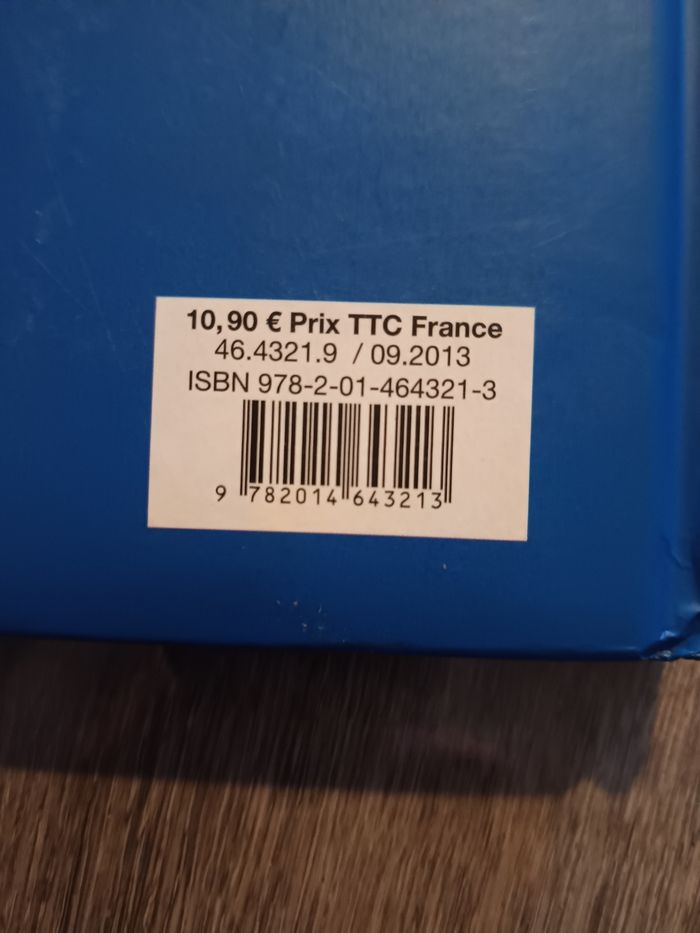 10,90 € Prix TTC France
46.4321.9 / 09.2013
ISBN 978-2-01-464321-3
9 782014 643213